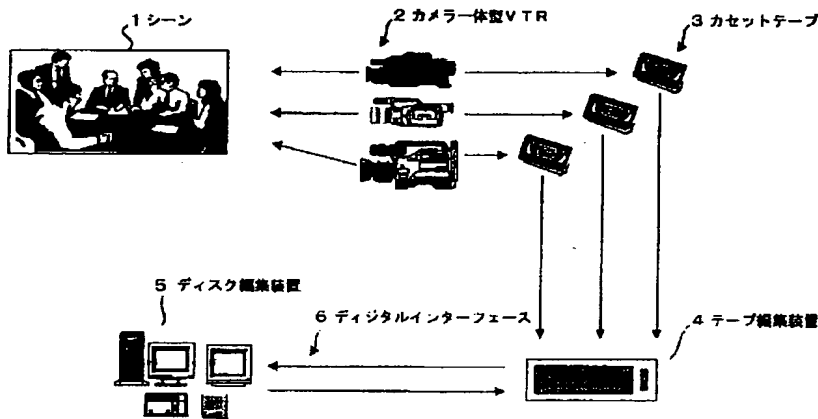 1 シーン
2 カメラ一体型VTR
3 カセットテープ
5 ディスク編集装置
6 ディジタルインターフェース
4 テープ編集装置